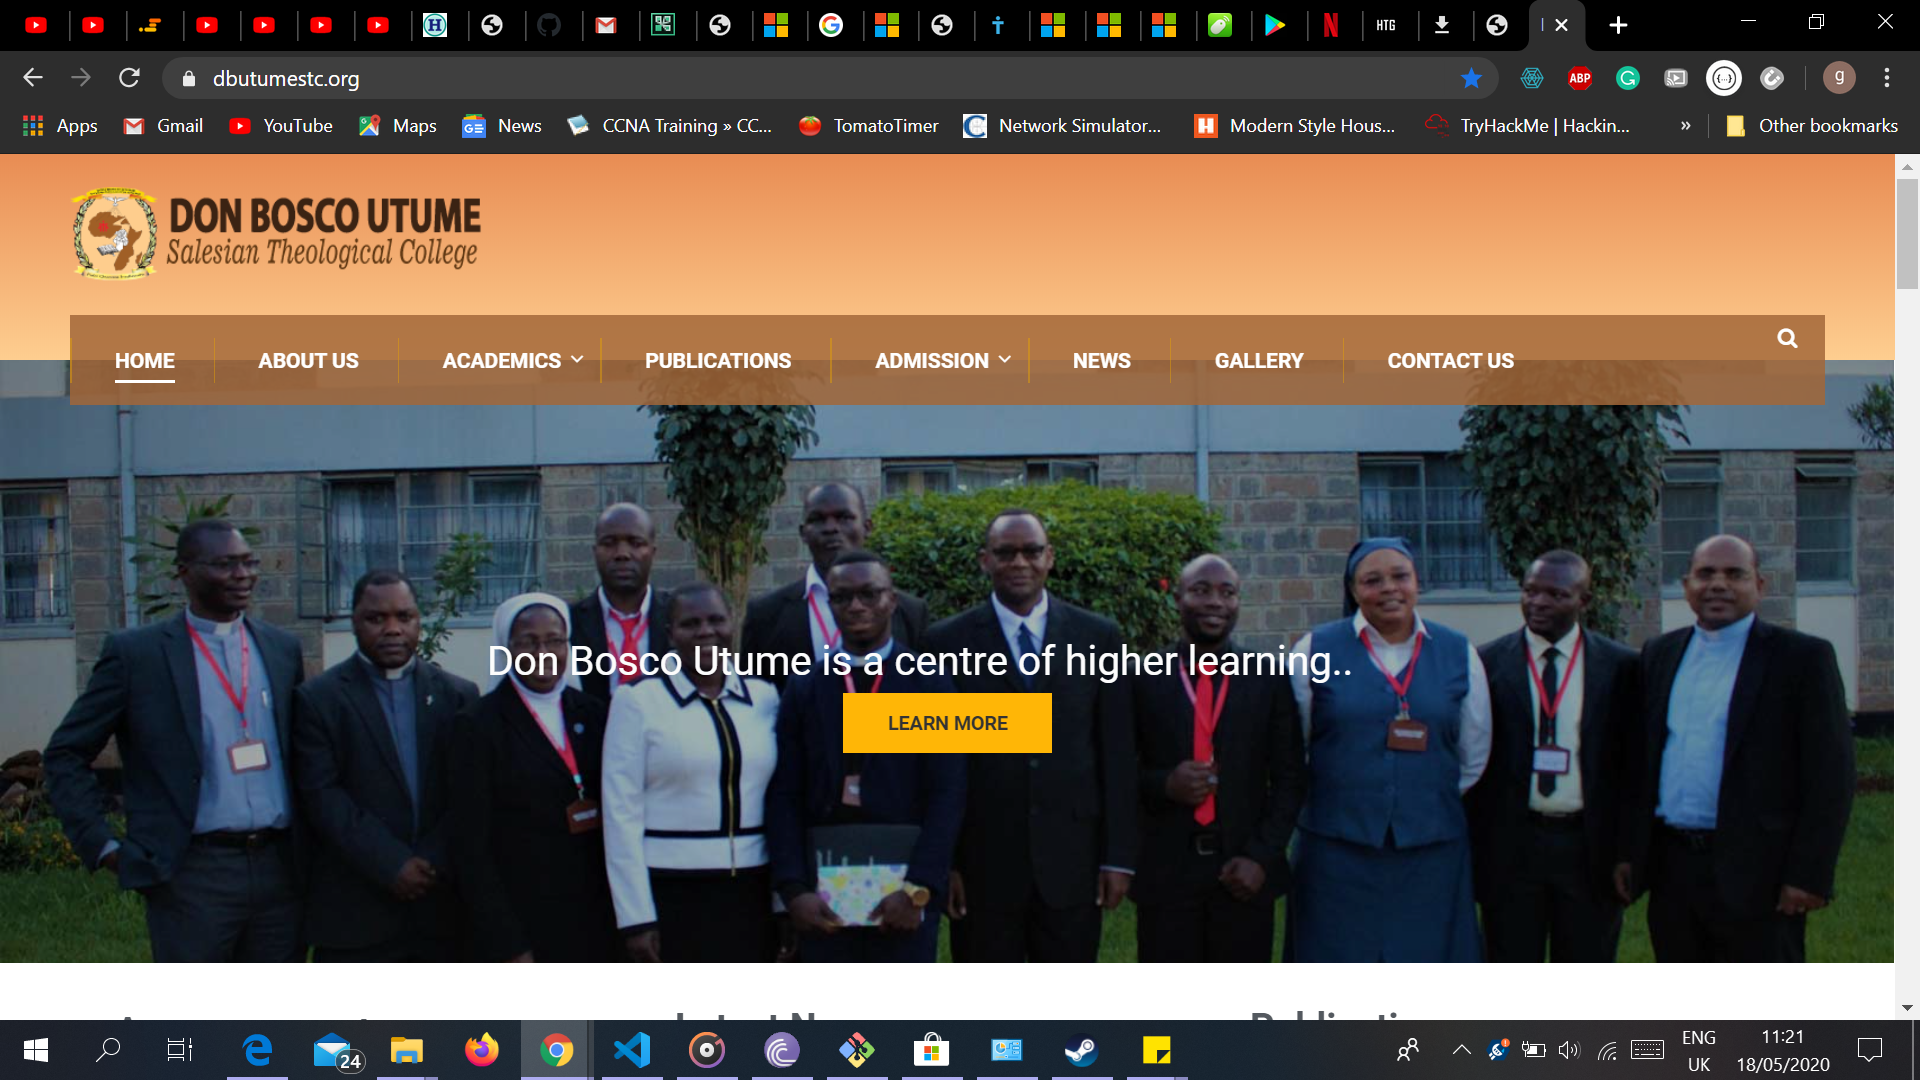 HTG
dbutumestc.org
ABP
g
Apps
Gmail
YouTube
Maps
News
CCNA Training » CC...
TomatoTimer
Network Simulator...
Modern Style Hous...
TryHackMe | Hackin...
»
Other bookmarks
DON BOSCO UTUME
Salesian Theological College
HOME
ABOUT US
ACADEMICS
PUBLICATIONS
ADMISSION
NEWS
GALLERY
CONTACT US
Don Bosco Utume is a centre of higher learning..
LEARN MORE
24
ENG
UK
11:21
18/05/2020